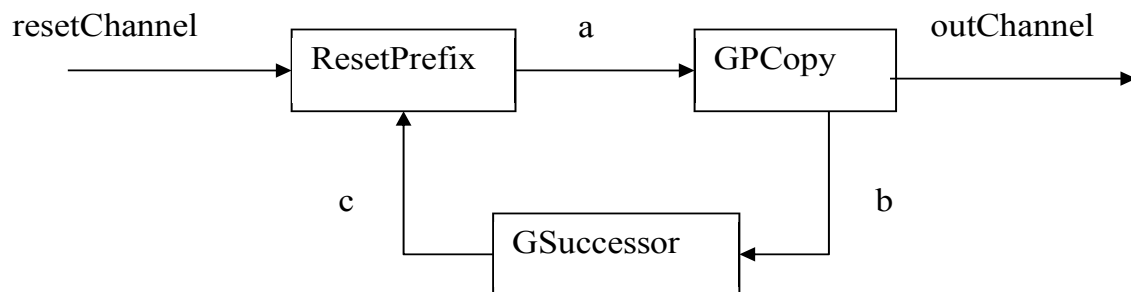 resetChannel
ResetPrefix
a
GPCopy
outChannel
c
GSuccessor
b